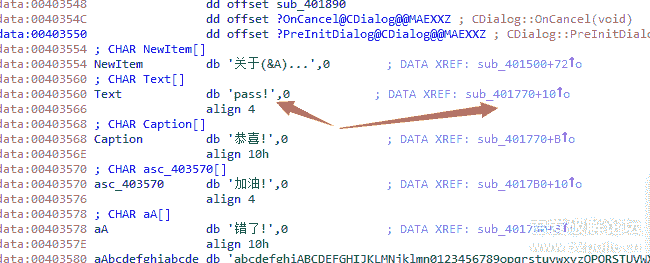 data:00403548 dd offset sub_401890
data:0040354C dd offset ?OnCancel@CDialog@@MAEXXZ ; CDialog::OnCancel(void)
data:00403550 dd offset ?PreInitDialog@CDialog@@MAEXXZ ; CDialog::PreInitDialo
data:00403554 ; CHAR NewItem[]
data:00403554 NewItem db '关于(&A)...',0 ; DATA XREF: sub_401500+72↑o
data:00403560 ; CHAR Text[]
data:00403560 Text db 'pass!',0 ; DATA XREF: sub_401770+10↑o
data:00403566 align 4
data:00403568 ; CHAR Caption[]
data:00403568 Caption db '恭喜!',0 ; DATA XREF: sub_401770+B↑o
data:0040356E align 10h
data:00403570 ; CHAR asc_403570[]
data:00403570 asc_403570 db '加油!',0 ; DATA XREF: sub_4017B0+10↑o
data:00403576 align 4
data:00403578 ; CHAR aA[]
data:00403578 aA db '错了!',0 ; DATA XREF:
data:0040357E align 10h
data:00403580 aAbcdefghiabcde db 'abcdefghiABCDEFGHIJKLMNjklmn0123456789opqrstuvwxyzOPQRSTUVWX